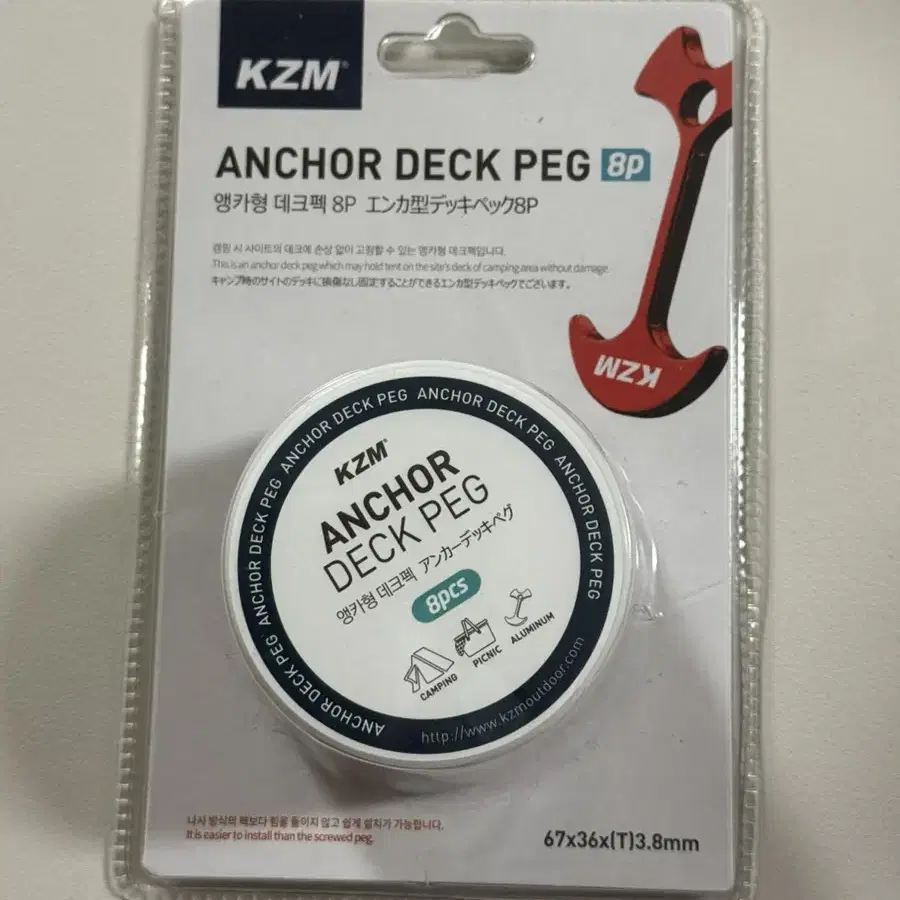 KZM
ANCHOR DECK PEG 8P
앵카형 데크펙 8P エンカ型デッキペック8P
캠핑 시 사이트의 데크에 손상 없이 고정할 수 있는 앵카형 데크펙입니다.
This is an anchor deck peg which may hold tent on the site's deck of camping area without damage.
キャンプ時のサイトのデッキに損傷なし固定することができるエンカ型デッキペックでございます。
KZM
ANCHOR DECK PEG ANCHOR DECK PEG ANCHOR DECK PEG ANCHOR DECK PEG ANCHOR DECK PEG
KZM
ANCHOR
DECK PEG
앵카형 데크펙 アンカーデッキペグ
8pcs
CAMPING PICNIC ALUMINUM
http://www.kzmoutdoor.com
나사 방식의 펙보다 힘을 들이지 않고 쉽게 설치가 가능합니다.
It is easier to install than the screwed peg.
67x36x(T)3.8mm